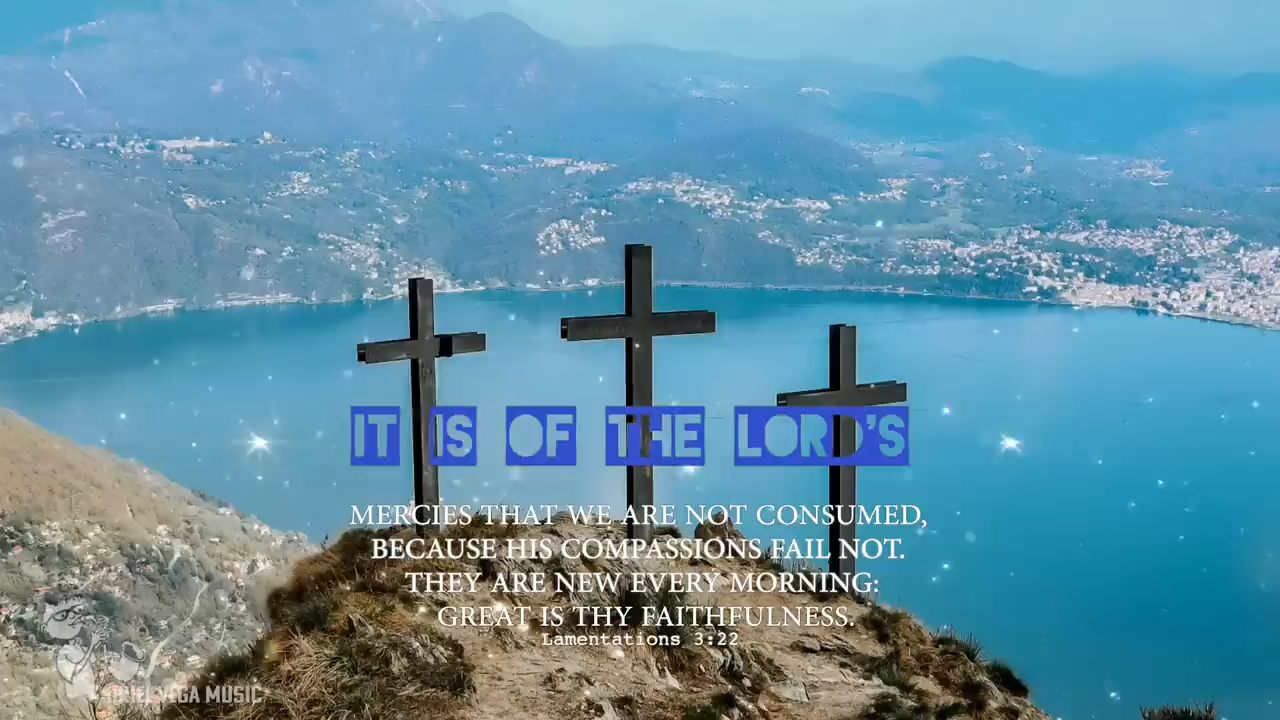 IT IS OF THE LORD'S
MERCIES THAT WE ARE NOT CONSUMED,
BECAUSE HIS COMPASSIONS FAIL NOT.
THEY ARE NEW EVERY MORNING:
GREAT IS THY FAITHFULNESS.
Lamentations 3:22
MUSIC